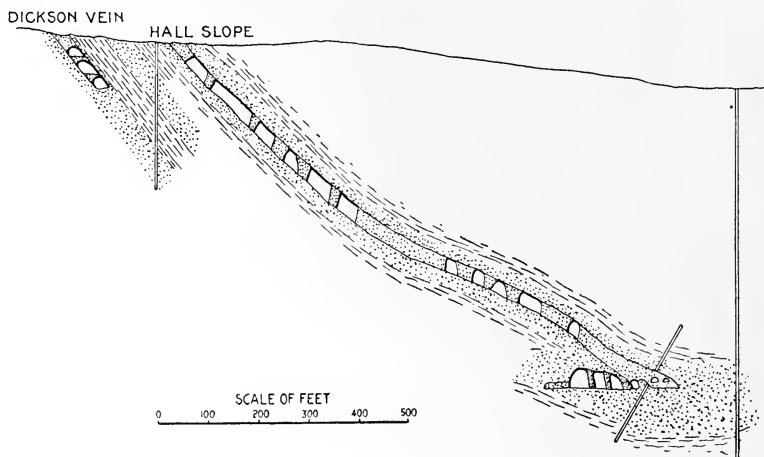 DICKSON VEIN
HALL SLOPE
SCALE OF FEET
0 100 200 300 400 500